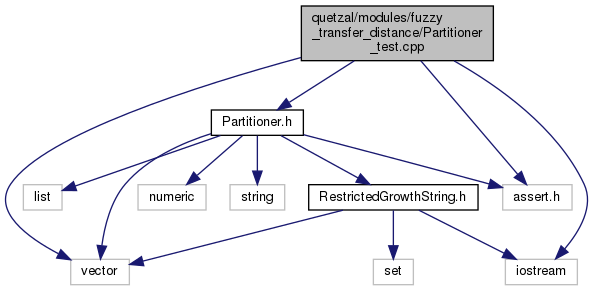 quetzal/modules/fuzzy
_transfer_distance/Partitioner
_test.cpp
Partitioner.h
list
numeric
string
RestrictedGrowthString.h
assert.h
vector
set
iostream